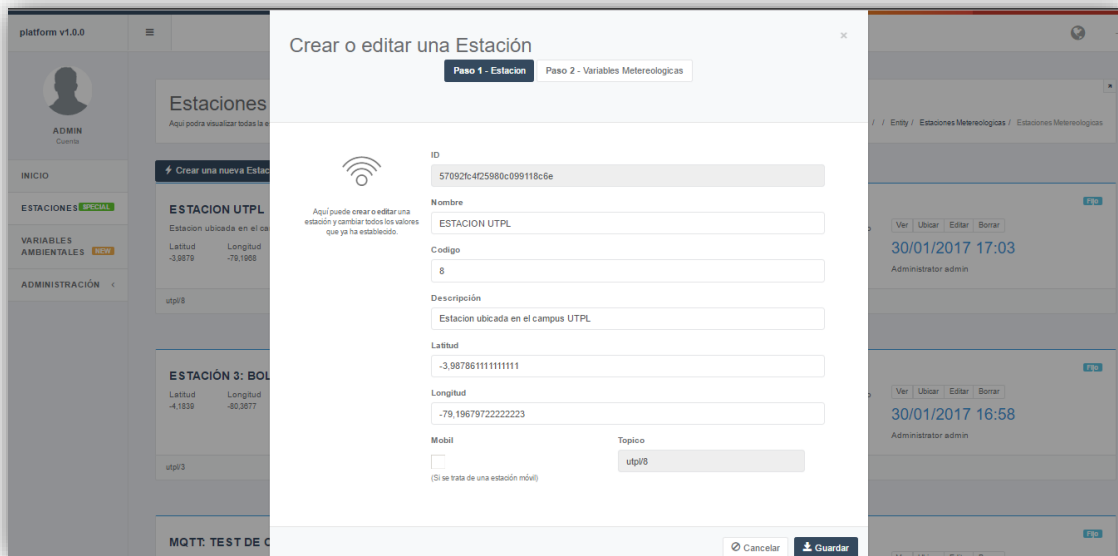 platform v1.0.0
ADMIN
Cuenta
INICIO
ESTACIONES SPECIAL
VARIABLES
AMBIENTALES NEW
ADMINISTRACIÓN
Estaciones
Aqui podra visualizar todas la e
/ / Entity / Estaciones Metereologicas / Estaciones Metereologicas
Crear una nueva Estac
ESTACION UTPL
Estacion ubicada en el ca
Latitud Longitud
-3,9879 -79,1968
utpl/8
Fijo
Ver Ubicar Editar Borrar
30/01/2017 17:03
Administrator admin
ESTACIÓN 3: BOL
Latitud Longitud
-4,1839 -80,3677
utpl/3
Fijo
Ver Ubicar Editar Borrar
30/01/2017 16:58
Administrator admin
MQTT: TEST DE C
Fijo
Crear o editar una Estación
×
Paso 1 - Estacion Paso 2 - Variables Metereologicas
Aquí puede crear o editar una
estación y cambiar todos los valores
que ya ha establecido.
ID
57092fc4f25980c099118c6e
Nombre
ESTACION UTPL
Codigo
8
Descripción
Estacion ubicada en el campus UTPL
Latitud
-3,987861111111111
Longitud
-79,19679722222223
Mobil
(Si se trata de una estación móvil)
Topico
utpl/8
Cancelar Guardar